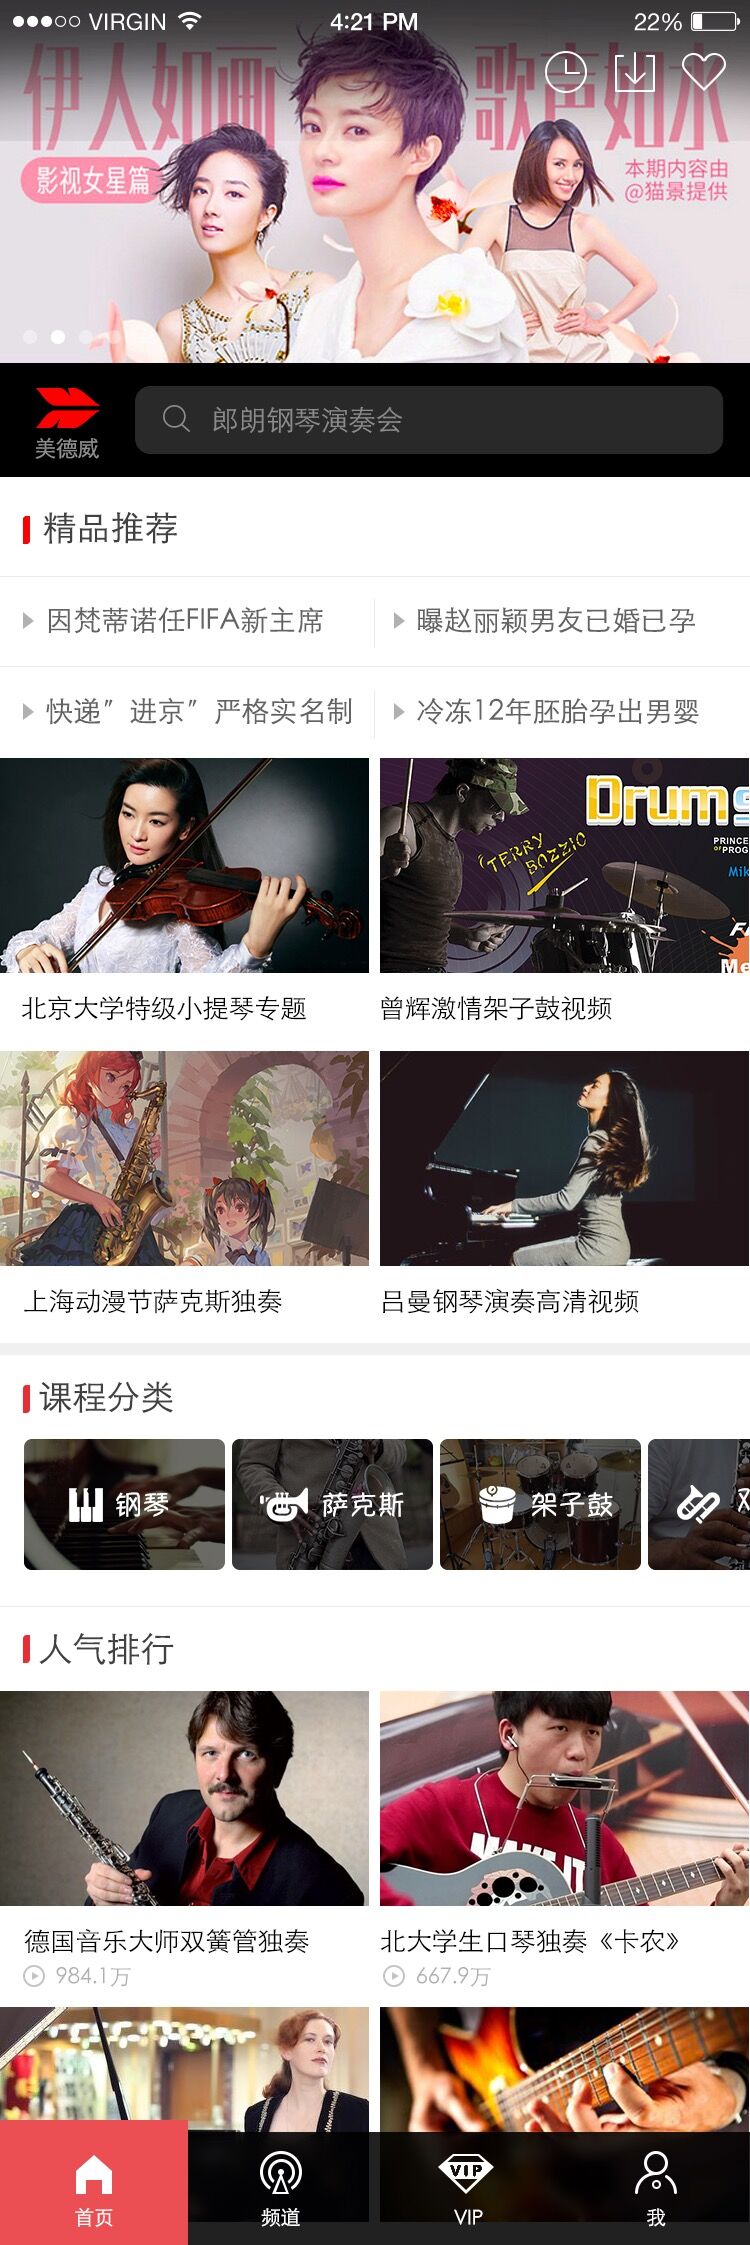 VIRGIN
4:21 PM
22%
伊人如画 歌声如水
影视女星篇
本期内容由
@猫景提供
美德威
郎朗钢琴演奏会
精品推荐
因梵蒂诺任FIFA新主席
曝赵丽颖男友已婚已孕
快递”进京”严格实名制
冷冻12年胚胎孕出男婴
Drum
TERRY
BOZZIO
PRINCE
OF PROG
Mik
Me
北京大学特级小提琴专题
曾辉激情架子鼓视频
上海动漫节萨克斯独奏
吕曼钢琴演奏高清视频
课程分类
钢琴
萨克斯
架子鼓
人气排行
MAKE IT
德国音乐大师双簧管独奏
北大学生口琴独奏《卡农》
984.1万
667.9万
VIP
首页
频道
VIP
我